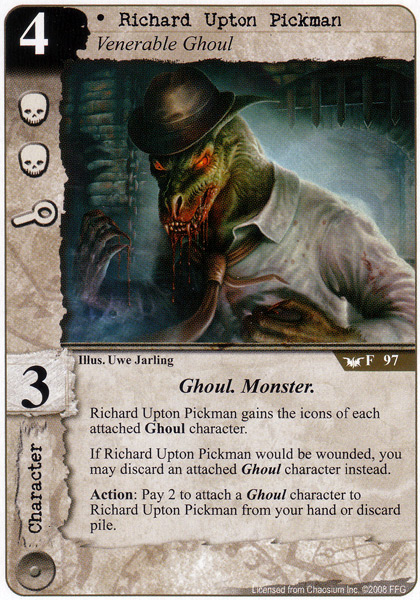 4
• Richard Upton Pickman
Venerable Ghoul
Illus. Uwe Jarling
F 97
3
Ghoul. Monster.
Richard Upton Pickman gains the icons of each
attached Ghoul character.
If Richard Upton Pickman would be wounded, you
may discard an attached Ghoul character instead.
Action: Pay 2 to attach a Ghoul character to
Richard Upton Pickman from your hand or discard
pile.
Character
Licensed from Chaosium Inc. ©2008 FFG